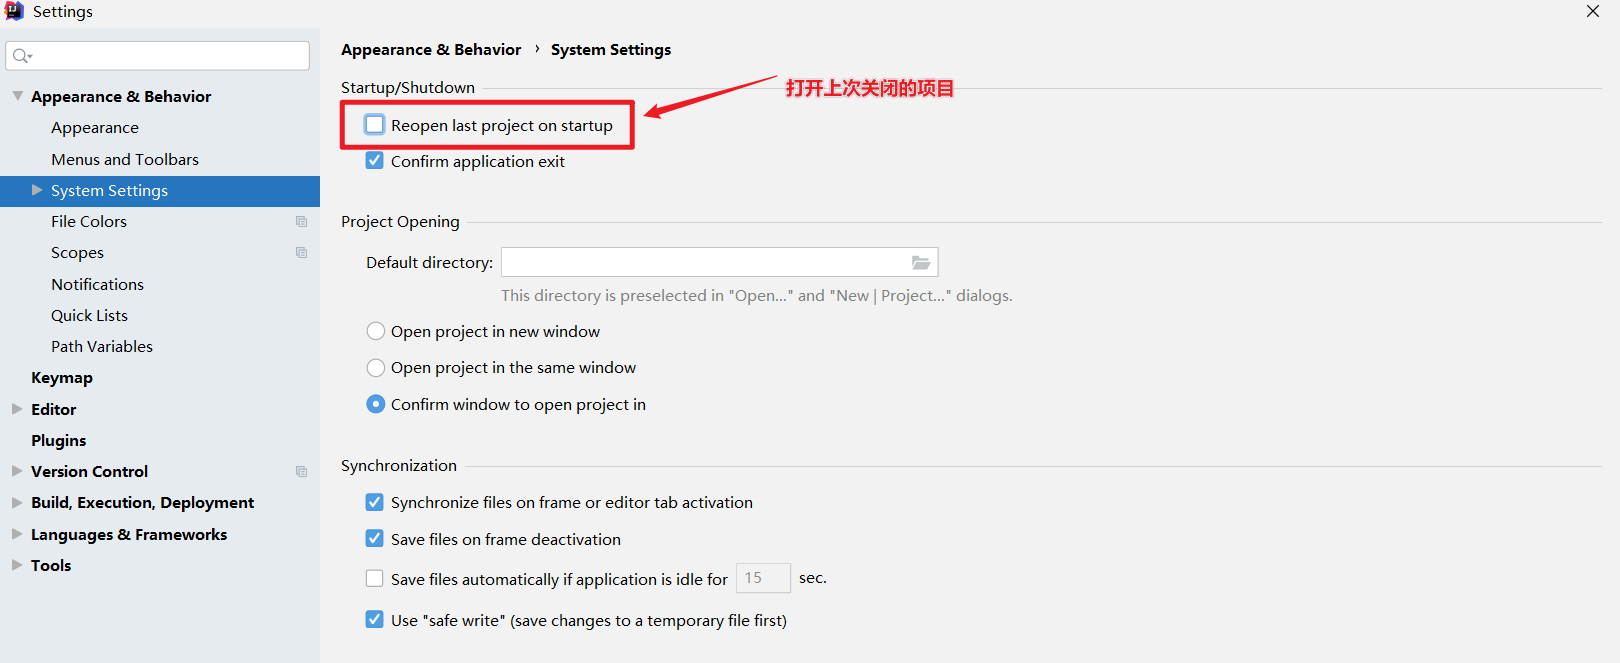 Settings
Appearance & Behavior
Appearance
Menus and Toolbars
System Settings
File Colors
Scopes
Notifications
Quick Lists
Path Variables
Keymap
Editor
Plugins
Version Control
Build, Execution, Deployment
Languages & Frameworks
Tools
Appearance & Behavior › System Settings
Startup/Shutdown
打开上次关闭的项目
Reopen last project on startup
Confirm application exit
Project Opening
Default directory:
This directory is preselected in "Open..." and "New | Project..." dialogs.
Open project in new window
Open project in the same window
Confirm window to open project in
Synchronization
Synchronize files on frame or editor tab activation
Save files on frame deactivation
Save files automatically if application is idle for 15 sec.
Use "safe write" (save changes to a temporary file first)